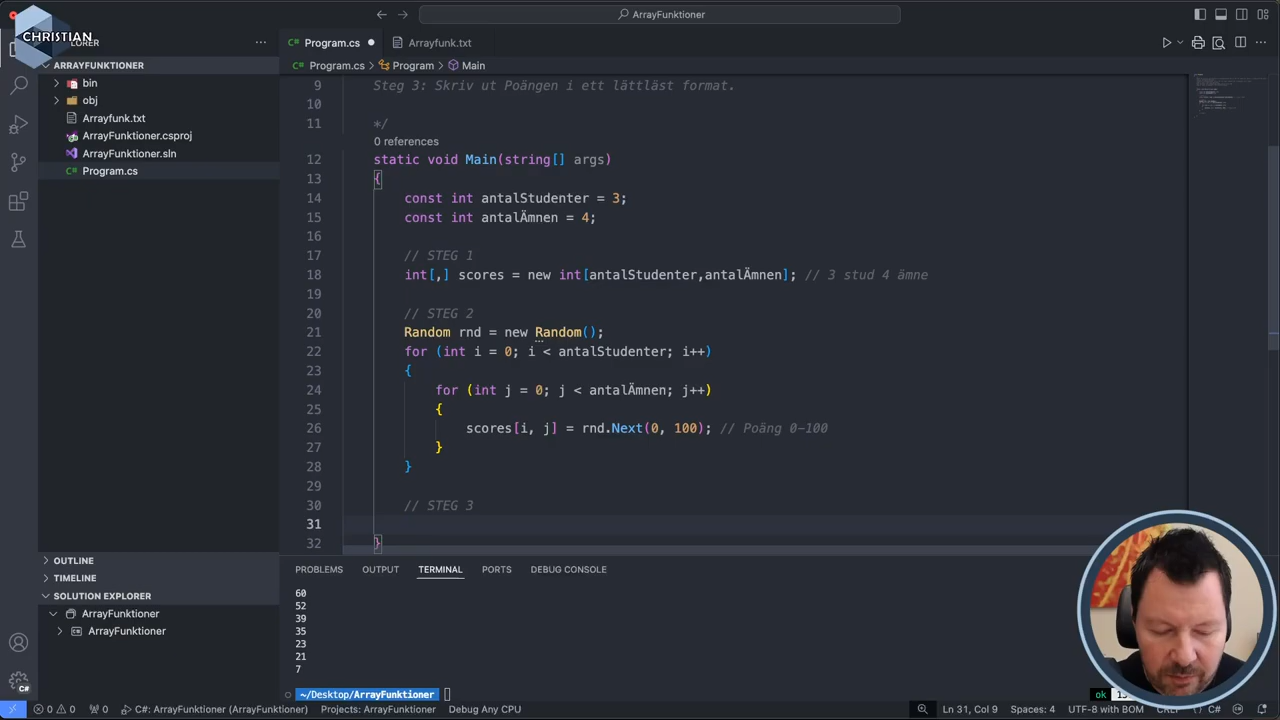 ArrayFunktioner
CHRISTIAN
LORER
Program.cs
Arrayfunk.txt
ARRAYFUNKTIONER
Program.cs > Program > Main
bin
obj
Arrayfunk.txt
ArrayFunktioner.csproj
ArrayFunktioner.sln
Program.cs
OUTLINE
TIMELINE
SOLUTION EXPLORER
ArrayFunktioner
ArrayFunktioner
9 Steg 3: Skriv ut Poängen i ett lättläst format.
10
11 */
0 references
12 static void Main(string[] args)
13 {
14 const int antalStudenter = 3;
15 const int antalÄmnen = 4;
16
17 // STEG 1
18 int[,] scores = new int[antalStudenter,antalÄmnen]; // 3 stud 4 ämne
19
20 // STEG 2
21 Random rnd = new Random();
22 for (int i = 0; i < antalStudenter; i++)
23 {
24 for (int j = 0; j < antalÄmnen; j++)
25 {
26 scores[i, j] = rnd.Next(0, 100); // Poäng 0-100
27 }
28 }
29
30 // STEG 3
31
32 }
PROBLEMS OUTPUT TERMINAL PORTS DEBUG CONSOLE
60
52
39
35
23
21
7
~/Desktop/ArrayFunktioner
ok
0 0 0 C#: ArrayFunktioner (ArrayFunktioner) Projects: ArrayFunktioner Debug Any CPU Ln 31, Col 9 Spaces: 4 UTF-8 with BOM CRLF C#